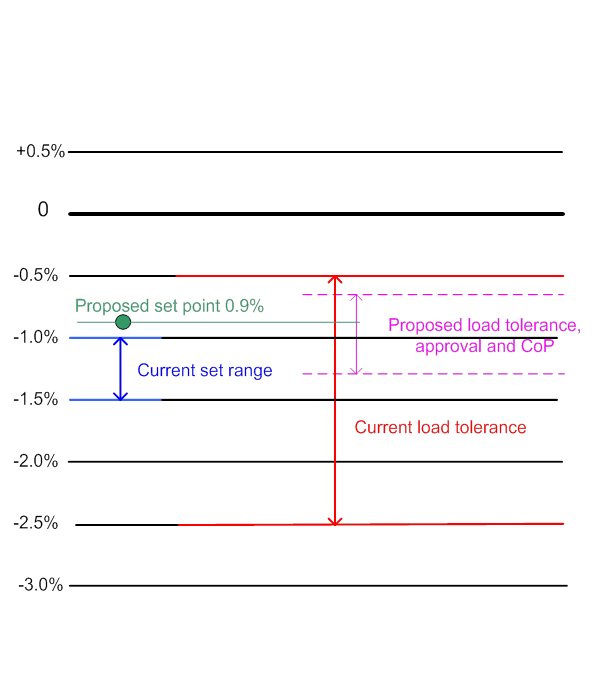 +0.5%
0
-0.5%
Proposed set point 0.9%
Proposed load tolerance,
-1.0%
approval and CoP
Current set range
-1.5%
Current load tolerance
-2.0%
-2.5%
-3.0%